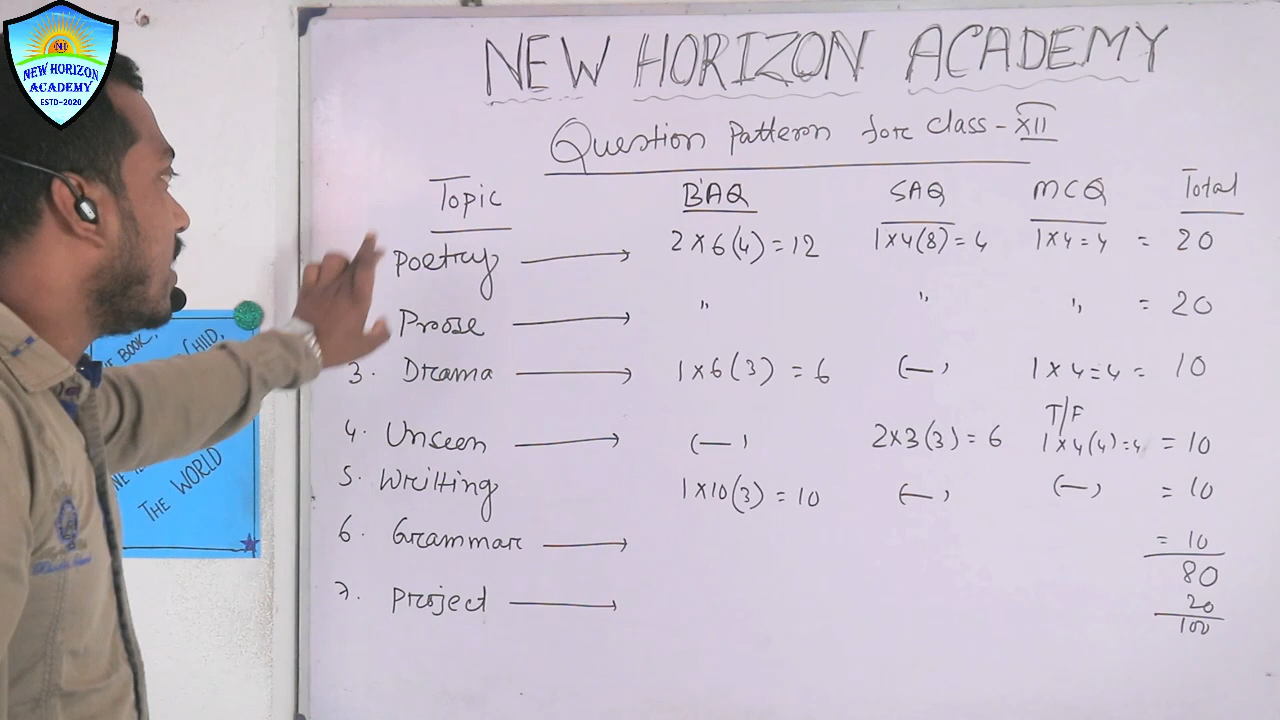 NEW HORIZON
ACADEMY
ESTD-2020
NEW HORIZON ACADEMY
Question Pattern for class - XII
Topic BAQ SAQ MCQ Total
Poetry → 2×6(4)=12 1×4(8)=4 1×4=4 = 20
Prose → " " " = 20
3. Drama → 1×6(3)=6 (—) 1×4=4 = 10
T/F
4. Unseen → (—) 2×3(3)=6 1×4(4)=4 = 10
5. Writting 1×10(3)=10 (—) (—) = 10
6. Grammar → = 10
80
7. Project → 20
100
BOOK,
CHILD,
THE WORLD